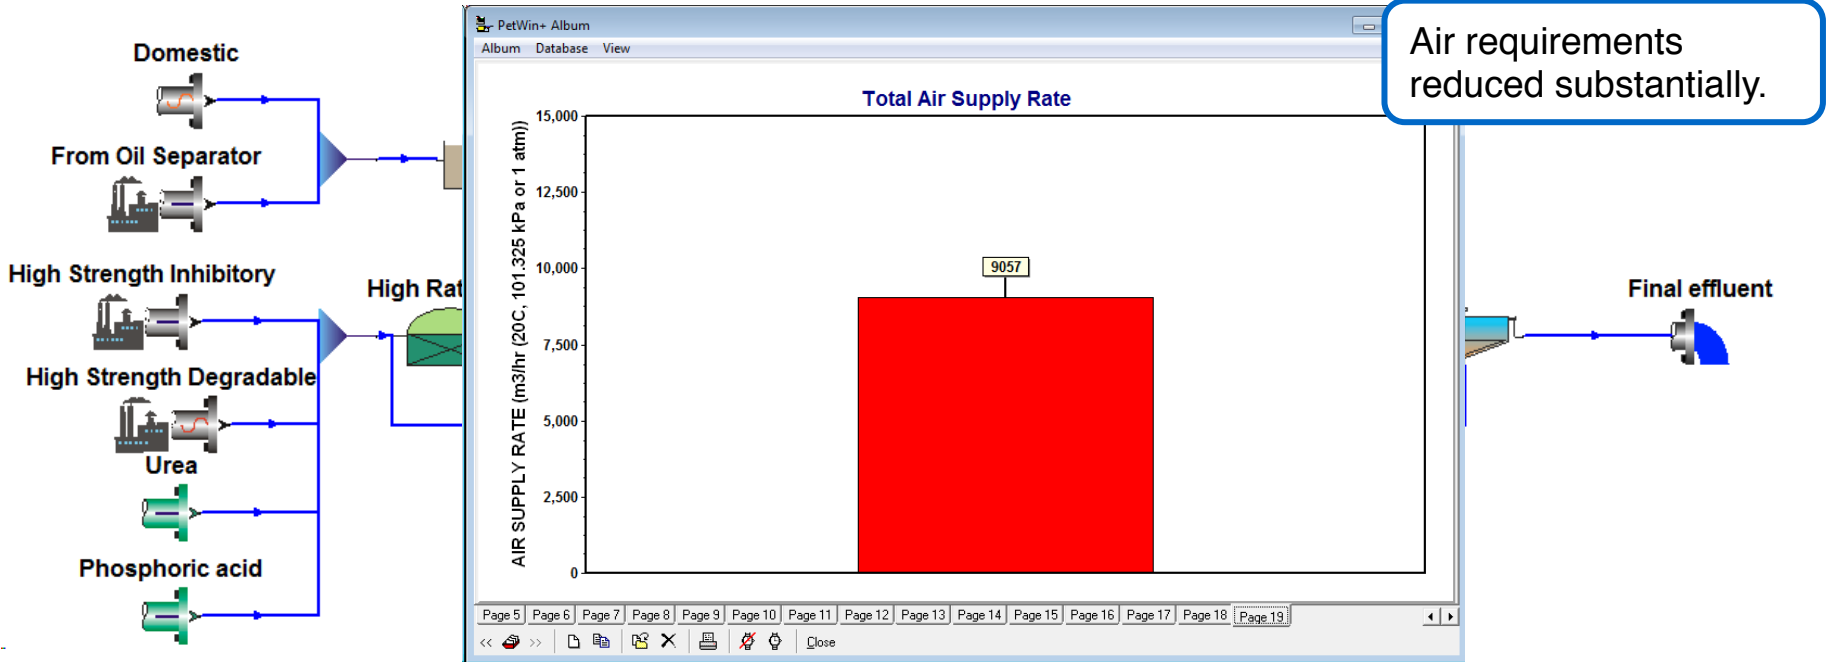 Domestic
From Oil Separator
High Strength Inhibitory
High Strength Degradable
Urea
Phosphoric acid
High Rat
PetWin+ Album
Album Database View
Total Air Supply Rate
AIR SUPPLY RATE (m3/hr (20C, 101.325 kPa or 1 atm))
15,000
12,500
10,000
7,500
5,000
2,500
0
9057
Page 5 Page 6 Page 7 Page 8 Page 9 Page 10 Page 11 Page 12 Page 13 Page 14 Page 15 Page 16 Page 17 Page 18 Page 19
<< >> Close
Air requirements
reduced substantially.
Final effluent